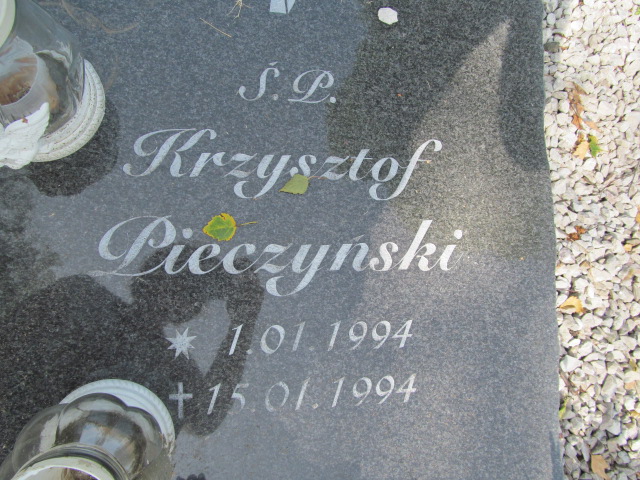 Ś.P.
Krzysztof
Pieczyński
* 1.01.1994
† 15.01.1994